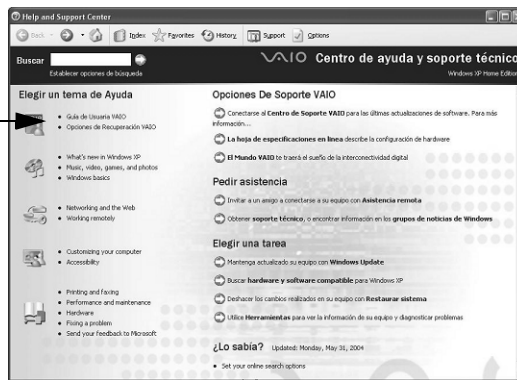 Help and Support Center
Back
Index
Favorites
History
Support
Options
Buscar
Establecer opciones de búsqueda
VAIO Centro de ayuda y soporte técnico
Windows XP Home Edition
Elegir un tema de Ayuda
Guía de Usuario VAIO
Opciones de Recuperación VAIO
What's new in Windows XP
Music, video, games, and photos
Windows basics
Networking and the Web
Working remotely
Customizing your computer
Accessibility
Printing and faxing
Performance and maintenance
Hardware
Fixing a problem
Send your feedback to Microsoft
Opciones De Soporte VAIO
Conectarse al Centro de Soporte VAIO para las últimas actualizaciones de software. Para más
información...
La hoja de especificaciones en línea describe la configuración de hardware
El Mundo VAIO te traerá el sueño de la interconectividad digital
Pedir asistencia
Invitar a un amigo a conectarse a su equipo con Asistencia remota
Obtener soporte técnico, o encontrar información en los grupos de noticias de Windows
Elegir una tarea
Mantenga actualizado su equipo con Windows Update
Buscar hardware y software compatible para Windows XP
Deshacer los cambios realizados en su equipo con Restaurar sistema
Utilice Herramientas para ver la información de su equipo y diagnosticar problemas
¿Lo sabía? Updated: Monday, May 31, 2004
Set your online search options